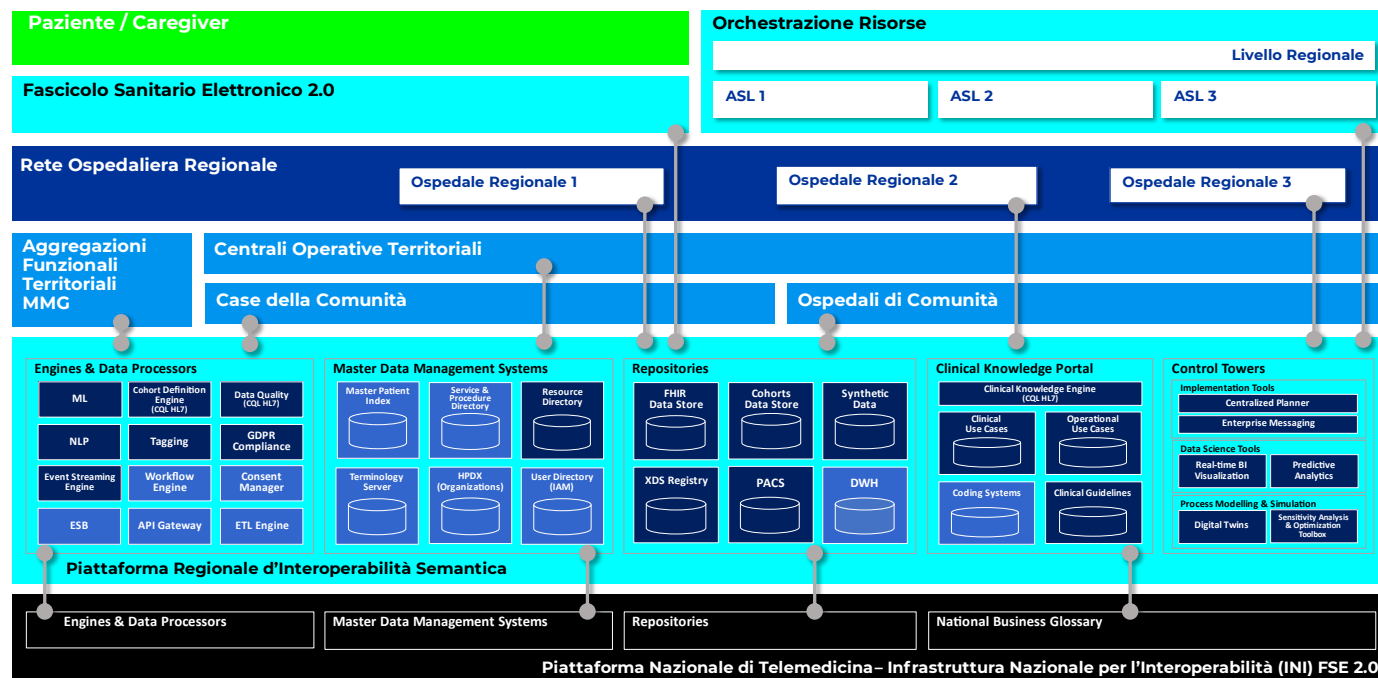 Paziente / Caregiver
Orchestrazione Risorse
Livello Regionale
Fascicolo Sanitario Elettronico 2.0
ASL 1
ASL 2
ASL 3
Rete Ospedaliera Regionale
Ospedale Regionale 1
Ospedale Regionale 2
Ospedale Regionale 3
Aggregazioni
Funzionali
Territoriali
MMG
Centrali Operative Territoriali
Case della Comunità
Ospedali di Comunità
Engines & Data Processors
ML
Cohort Definition
Engine
(CQL HL7)
Data Quality
(CQL HL7)
NLP
Tagging
GDPR
Compliance
Event Streaming
Engine
Workflow
Engine
Consent
Manager
ESB
API Gateway
ETL Engine
Master Data Management Systems
Master Patient
Index
Service &
Procedure
Directory
Resource
Directory
Terminology
Server
HPDX
(Organizations)
User Directory
(IAM)
Repositories
FHIR
Data Store
Cohorts
Data Store
Synthetic
Data
XDS Registry
PACS
DWH
Clinical Knowledge Portal
Clinical Knowledge Engine
(CQL HL7)
Clinical
Use Cases
Operational
Use Cases
Coding Systems
Clinical Guidelines
Control Towers
Implementation Tools
Centralized Planner
Enterprise Messaging
Data Science Tools
Real-time BI
Visualization
Predictive
Analytics
Process Modelling & Simulation
Digital Twins
Sensitivity Analysis
& Optimization
Toolbox
Piattaforma Regionale d’Interoperabilità Semantica
Engines & Data Processors
Master Data Management Systems
Repositories
National Business Glossary
Piattaforma Nazionale di Telemedicina– Infrastruttura Nazionale per l’Interoperabilità (INI) FSE 2.0